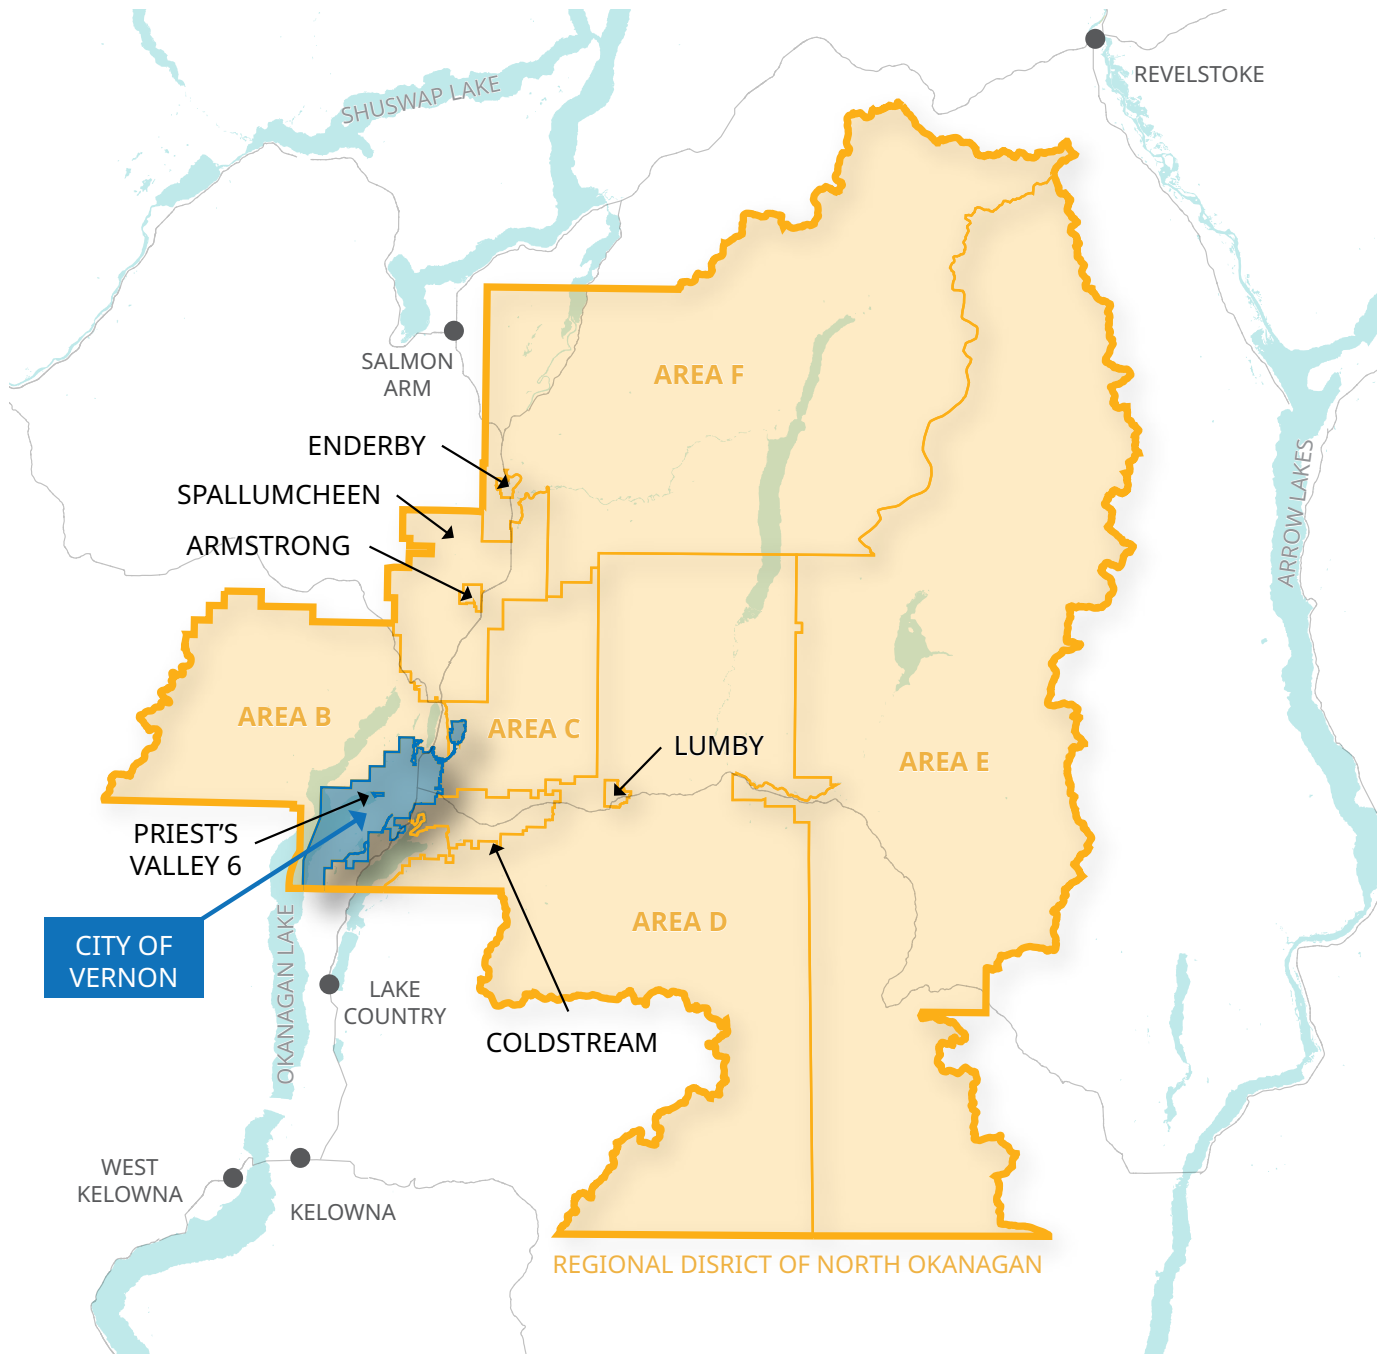 REVELSTOKE
SHUSWAP LAKE
SALMON
ARM
AREA F
ENDERBY
SPALLUMCHEEN
ARMSTRONG
ARROW LAKES
AREA B
AREA C
LUMBY
AREA E
PRIEST'S
VALLEY 6
AREA D
CITY OF
VERNON
OKANAGAN LAKE
LAKE
COUNTRY
COLDSTREAM
WEST
KELOWNA
KELOWNA
REGIONAL DISRICT OF NORTH OKANAGAN